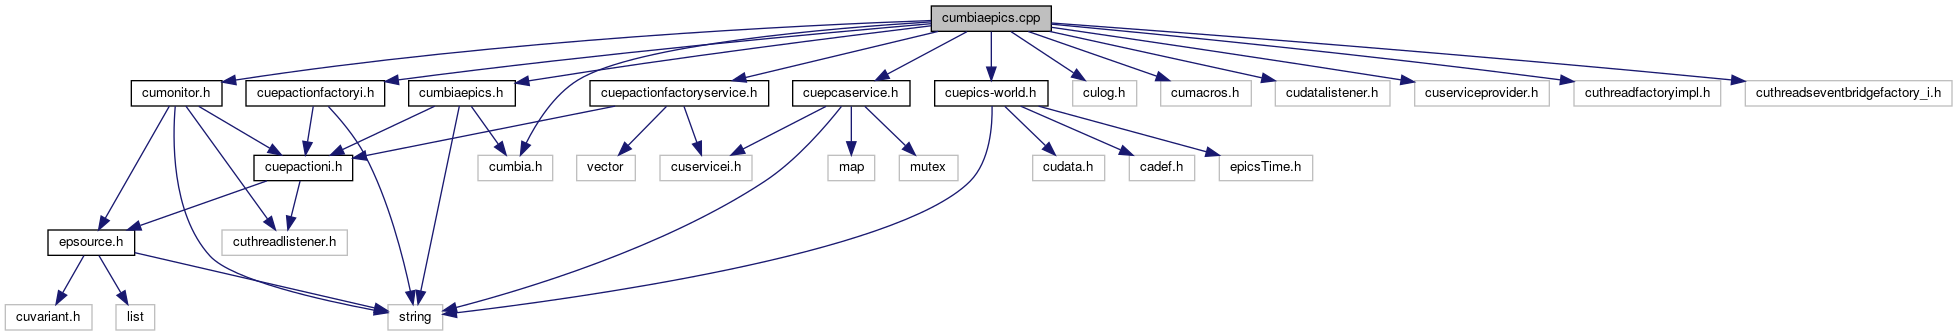 cumbiaepics.cpp
cumonitor.h
cuepactionfactoryi.h
cumbiaepics.h
cuepactionfactoryservice.h
cuepcaservice.h
cuepics-world.h
culog.h
cumacros.h
cudatalistener.h
cuserviceprovider.h
cuthreadfactoryimpl.h
cuthreadseventbridgefactory_i.h
cuepactioni.h
cumbia.h
vector
cuservicei.h
map
mutex
cudata.h
cadef.h
epicsTime.h
epsource.h
cuthreadlistener.h
cuvariant.h
list
string